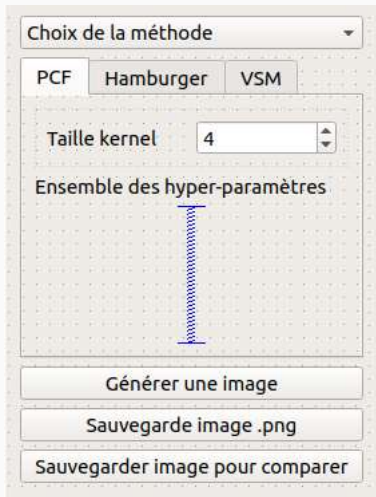 Choix de la méthode
PCF Hamburger VSM
Taille kernel 4
Ensemble des hyper-paramètres
Générer une image
Sauvegarde image .png
Sauvegarder image pour comparer